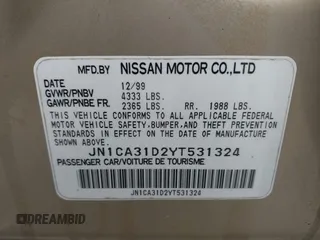 MFD.BY NISSAN MOTOR CO.,LTD
DATE 12/99
GVWR/PNBV 4333 LBS.
GAWR/PNBE FR. 2365 LBS. RR. 1988 LBS.
THIS VEHICLE CONFORMS TO ALL APPLICABLE FEDERAL
MOTOR VEHICLE SAFETY,BUMPER,AND THEFT PREVENTION
STANDARDS IN EFFECT ON THE DATE OF MANUFACTURE
SHOWN ABOVE.
JN1CA31D2YT531324
PASSENGER CAR/VOITURE DE TOURISME
JN1CA31D2YT531324
DREAMBID